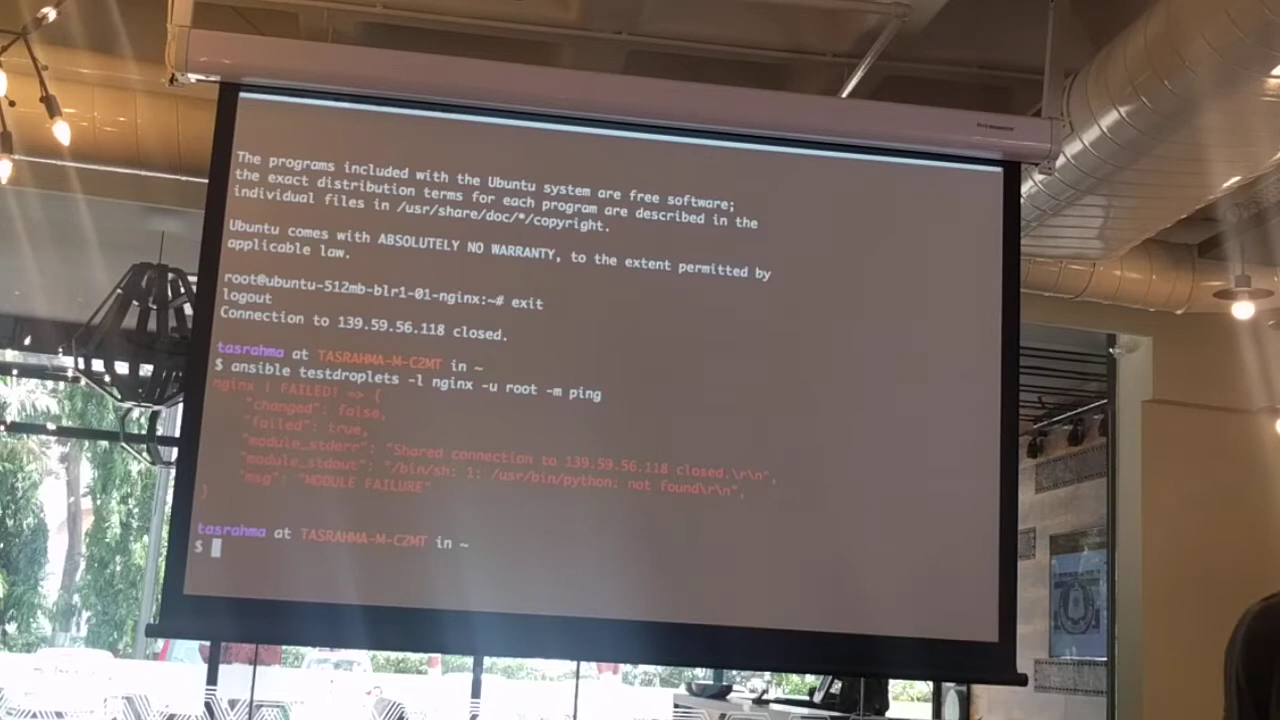 The programs included with the Ubuntu system are free software;
the exact distribution terms for each program are described in the
individual files in /usr/share/doc/*/copyright.
Ubuntu comes with ABSOLUTELY NO WARRANTY, to the extent permitted by
applicable law.
root@ubuntu-512mb-blr1-01-nginx:~# exit
logout
Connection to 139.59.56.118 closed.
tasrahma at TASRAHMA-M-C2MT in ~
$ ansible testdroplets -l nginx -u root -m ping
nginx | FAILED! => {
    "changed": false,
    "failed": true,
    "module_stderr": "Shared connection to 139.59.56.118 closed.\r\n",
    "module_stdout": "/bin/sh: 1: /usr/bin/python: not found\r\n",
    "msg": "MODULE FAILURE"
}
tasrahma at TASRAHMA-M-C2MT in ~
$